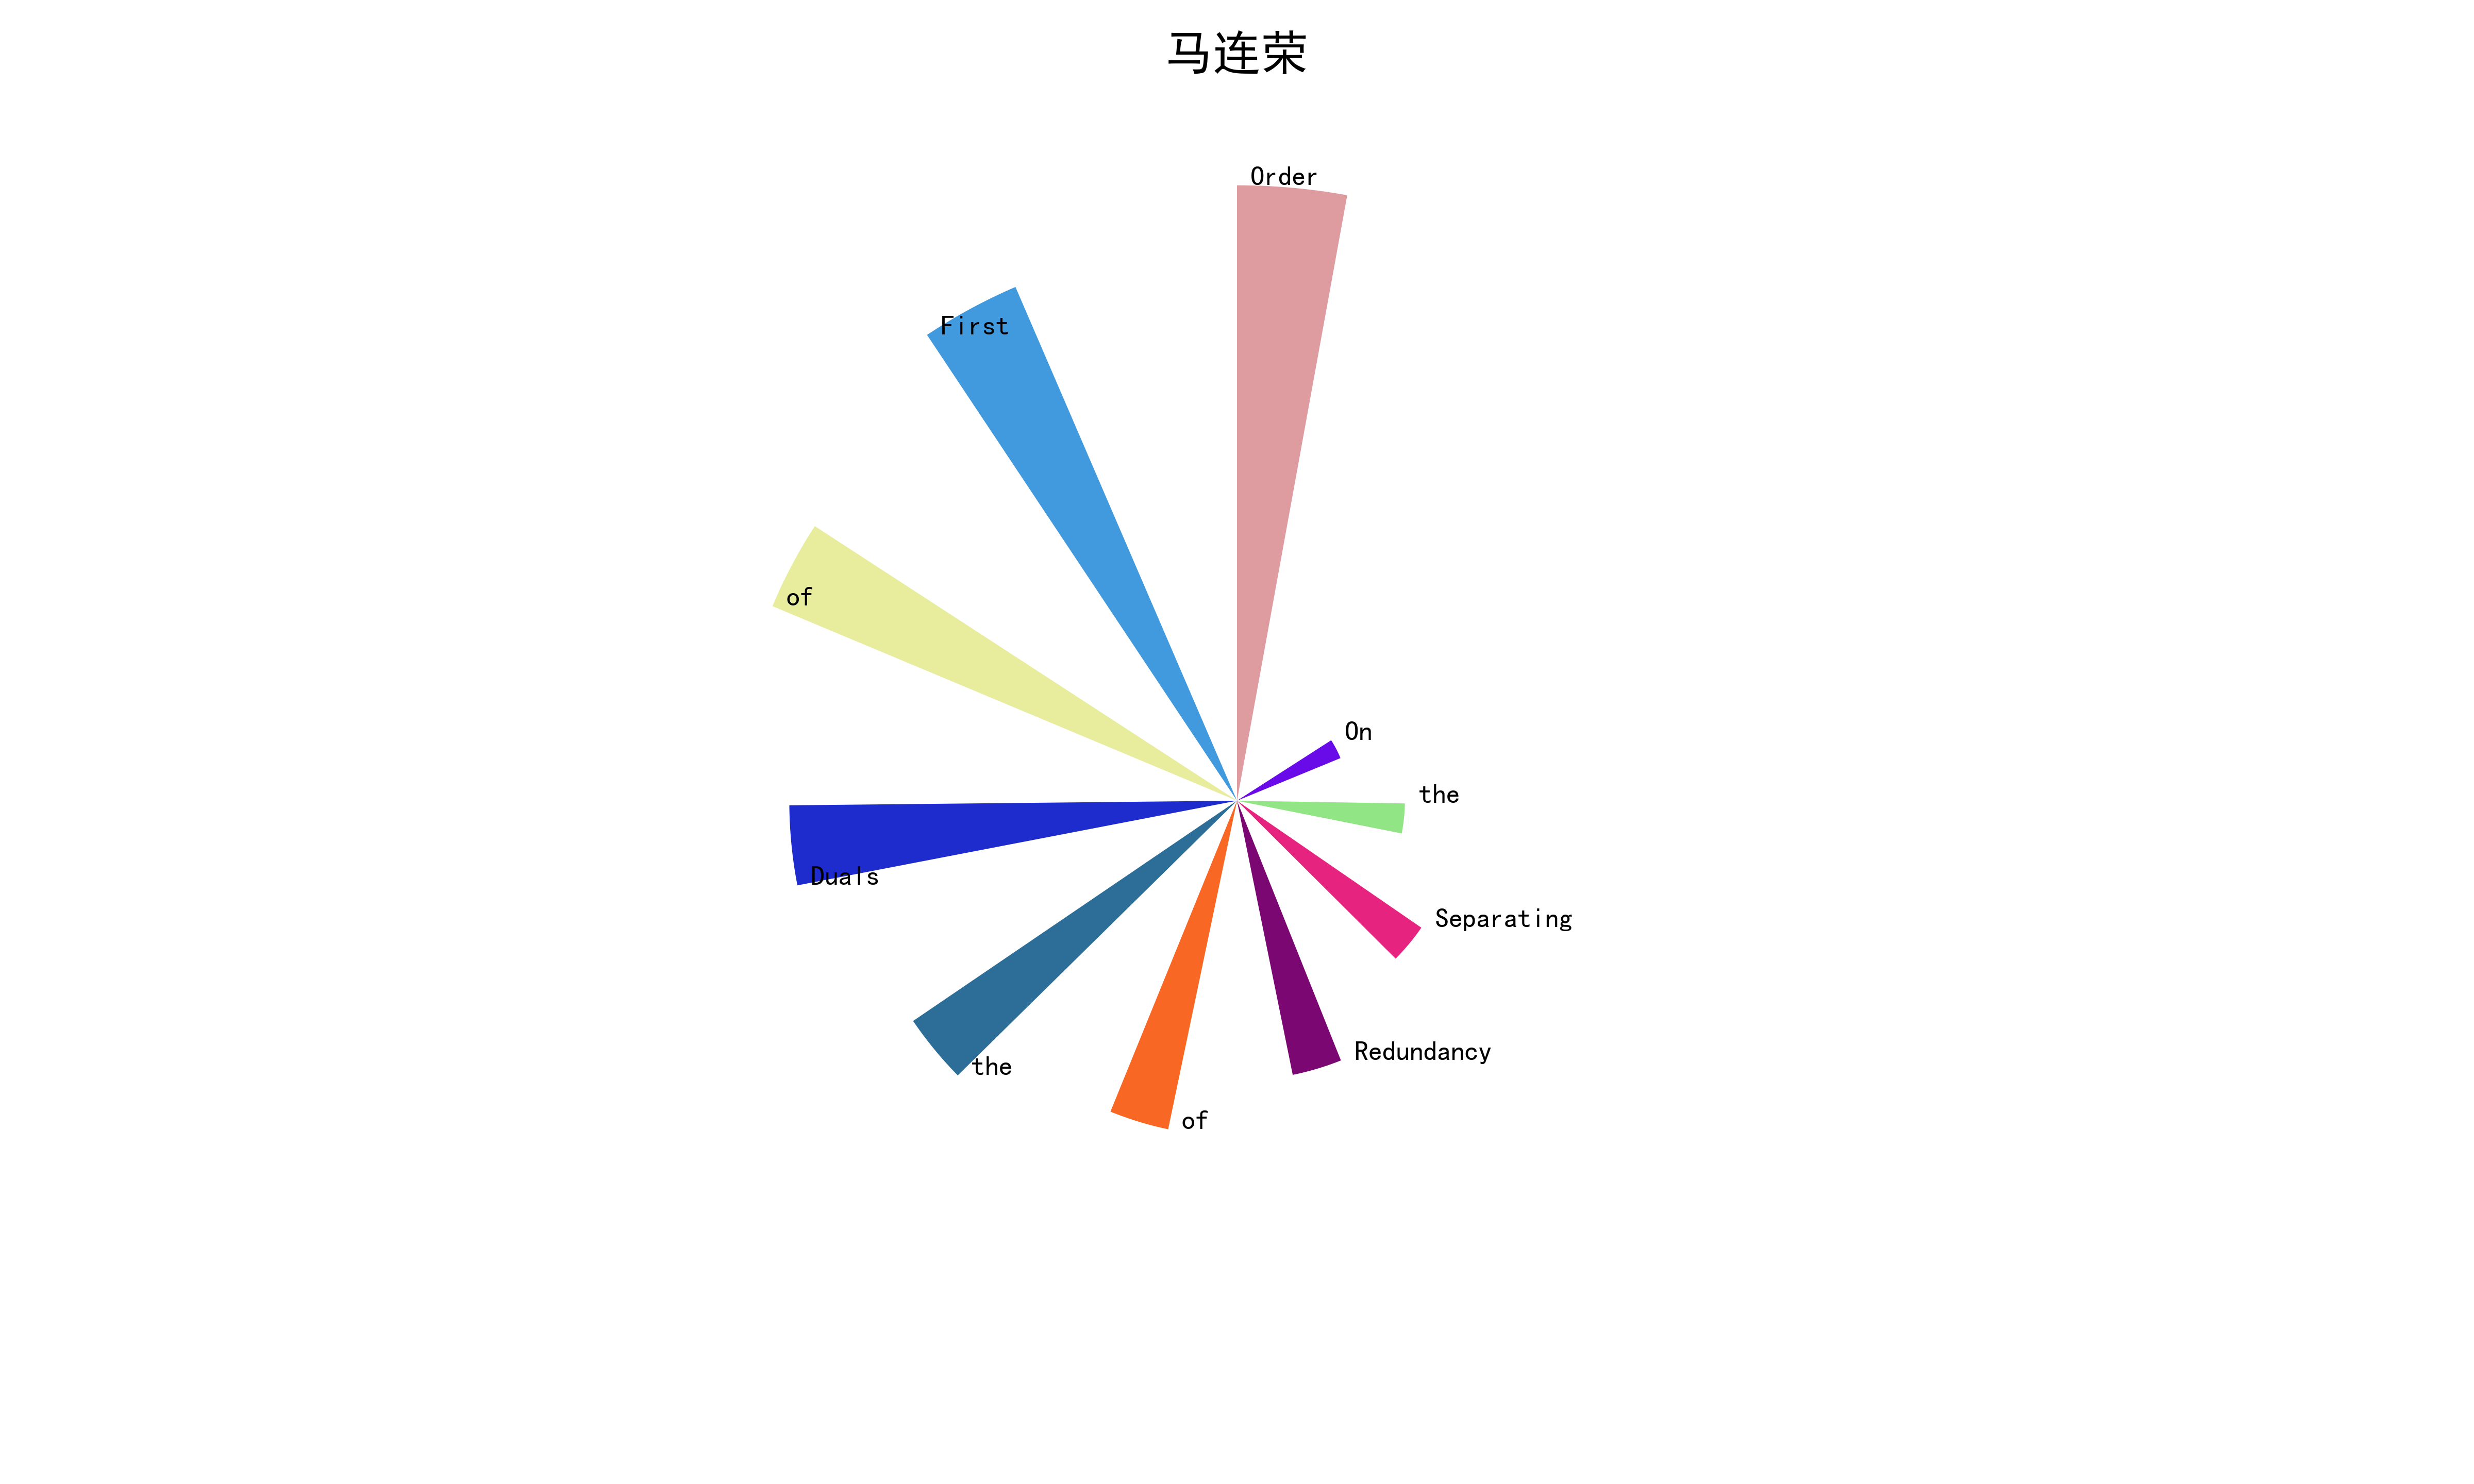 马连荣
Order
First
of
On
the
Duals
Separating
Redundancy
the
of